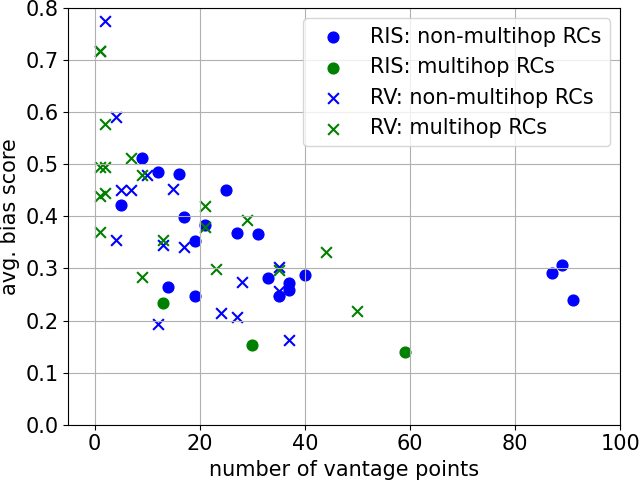 RIS: non-multihop RCs
RIS: multihop RCs
RV: non-multihop RCs
RV: multihop RCs
avg. bias score
0.8
0.7
0.6
0.5
0.4
0.3
0.2
0.1
0.0
0 20 40 60 80 100
number of vantage points